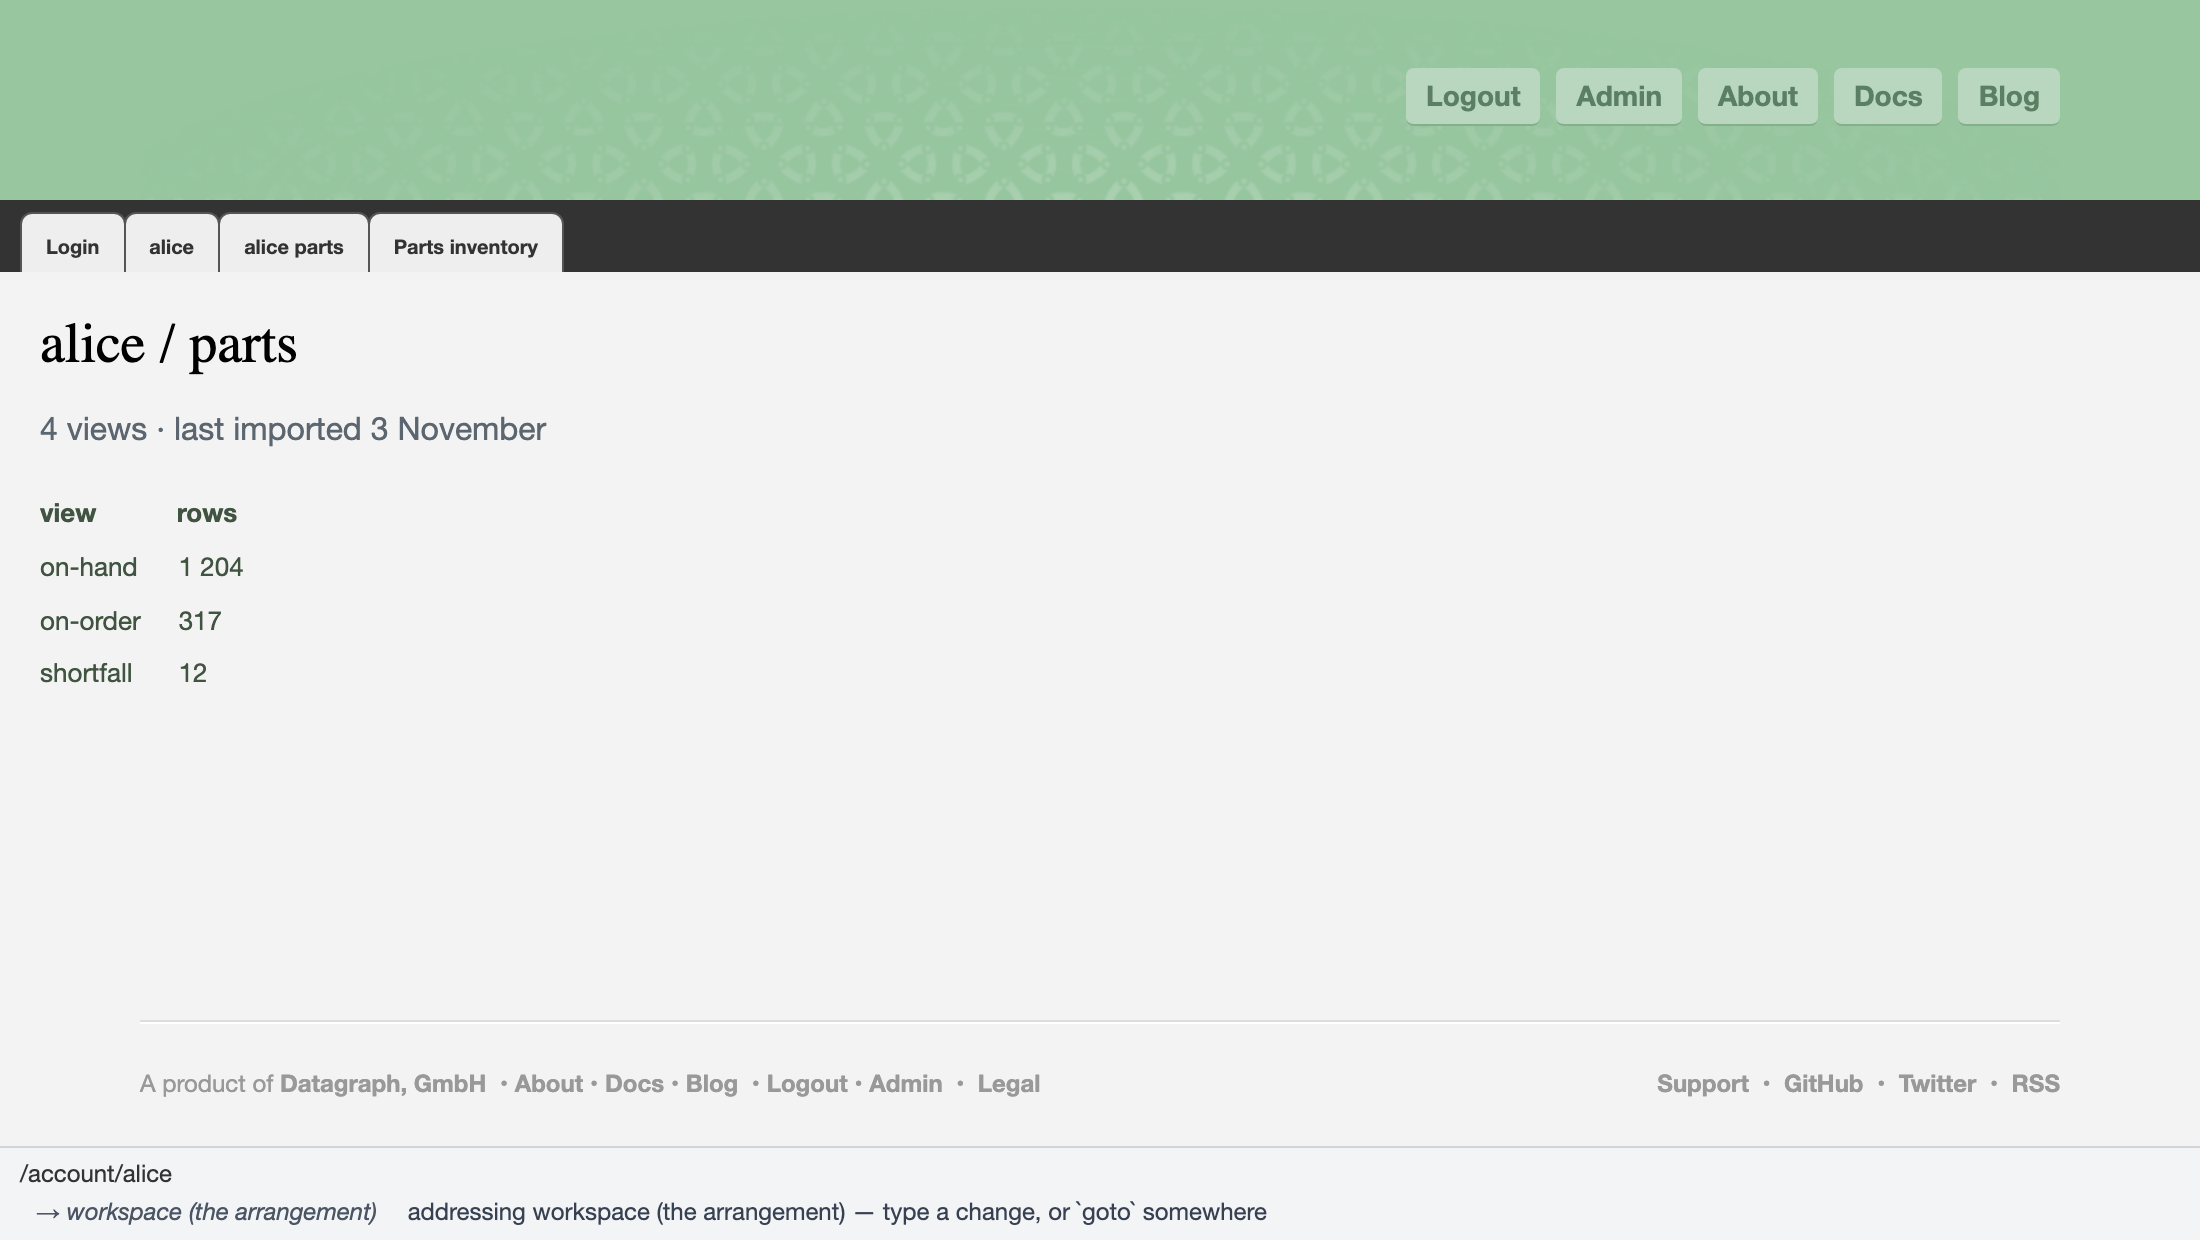 Logout Admin About Docs Blog
Login alice alice parts Parts inventory
alice / parts
4 views · last imported 3 November
view rows
on-hand 1 204
on-order 317
shortfall 12
A product of Datagraph, GmbH • About • Docs • Blog • Logout • Admin • Legal
Support • GitHub • Twitter • RSS
/account/alice
→ workspace (the arrangement) addressing workspace (the arrangement) — type a change, or `goto` somewhere